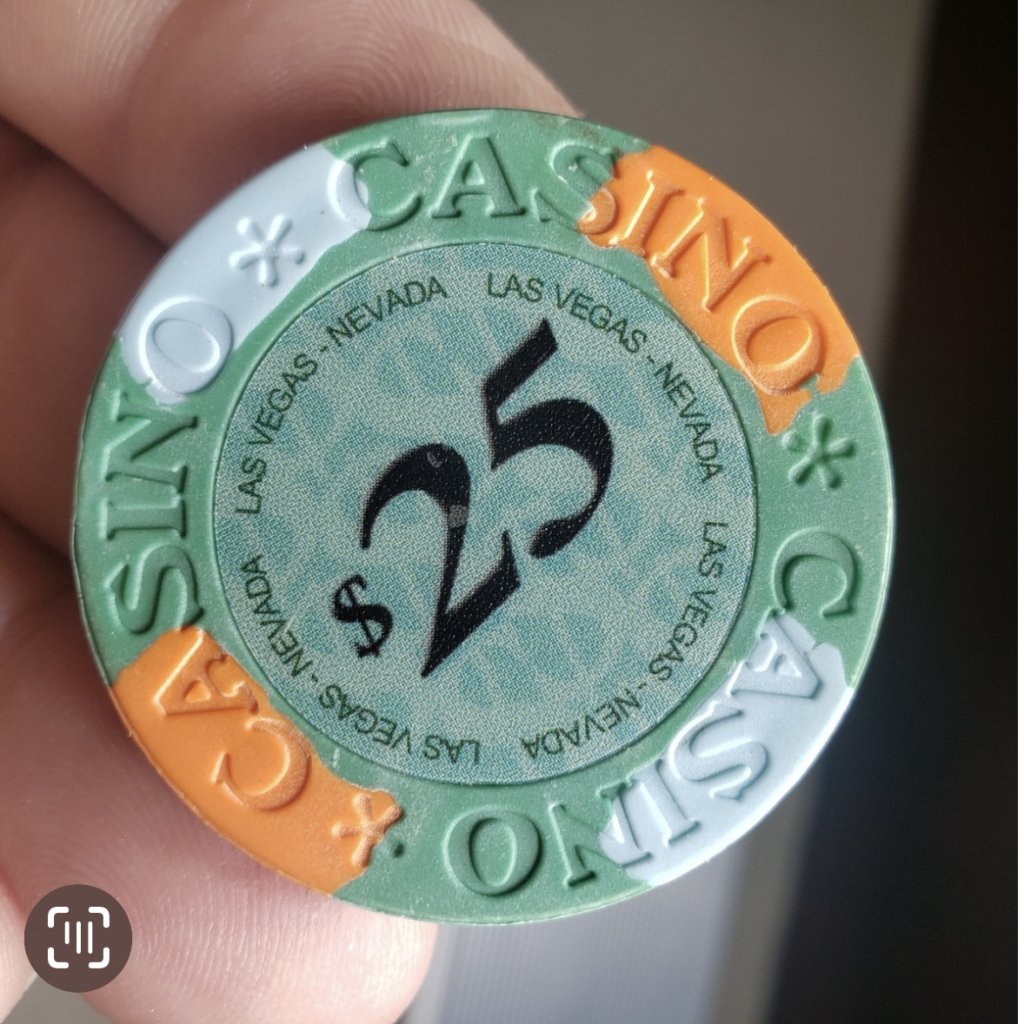 CASINO * CASINO * CASINO *
LAS VEGAS - NEVADA LAS VEGAS - NEVADA LAS VEGAS - NEVADA LAS VEGAS - NEVADA
$25